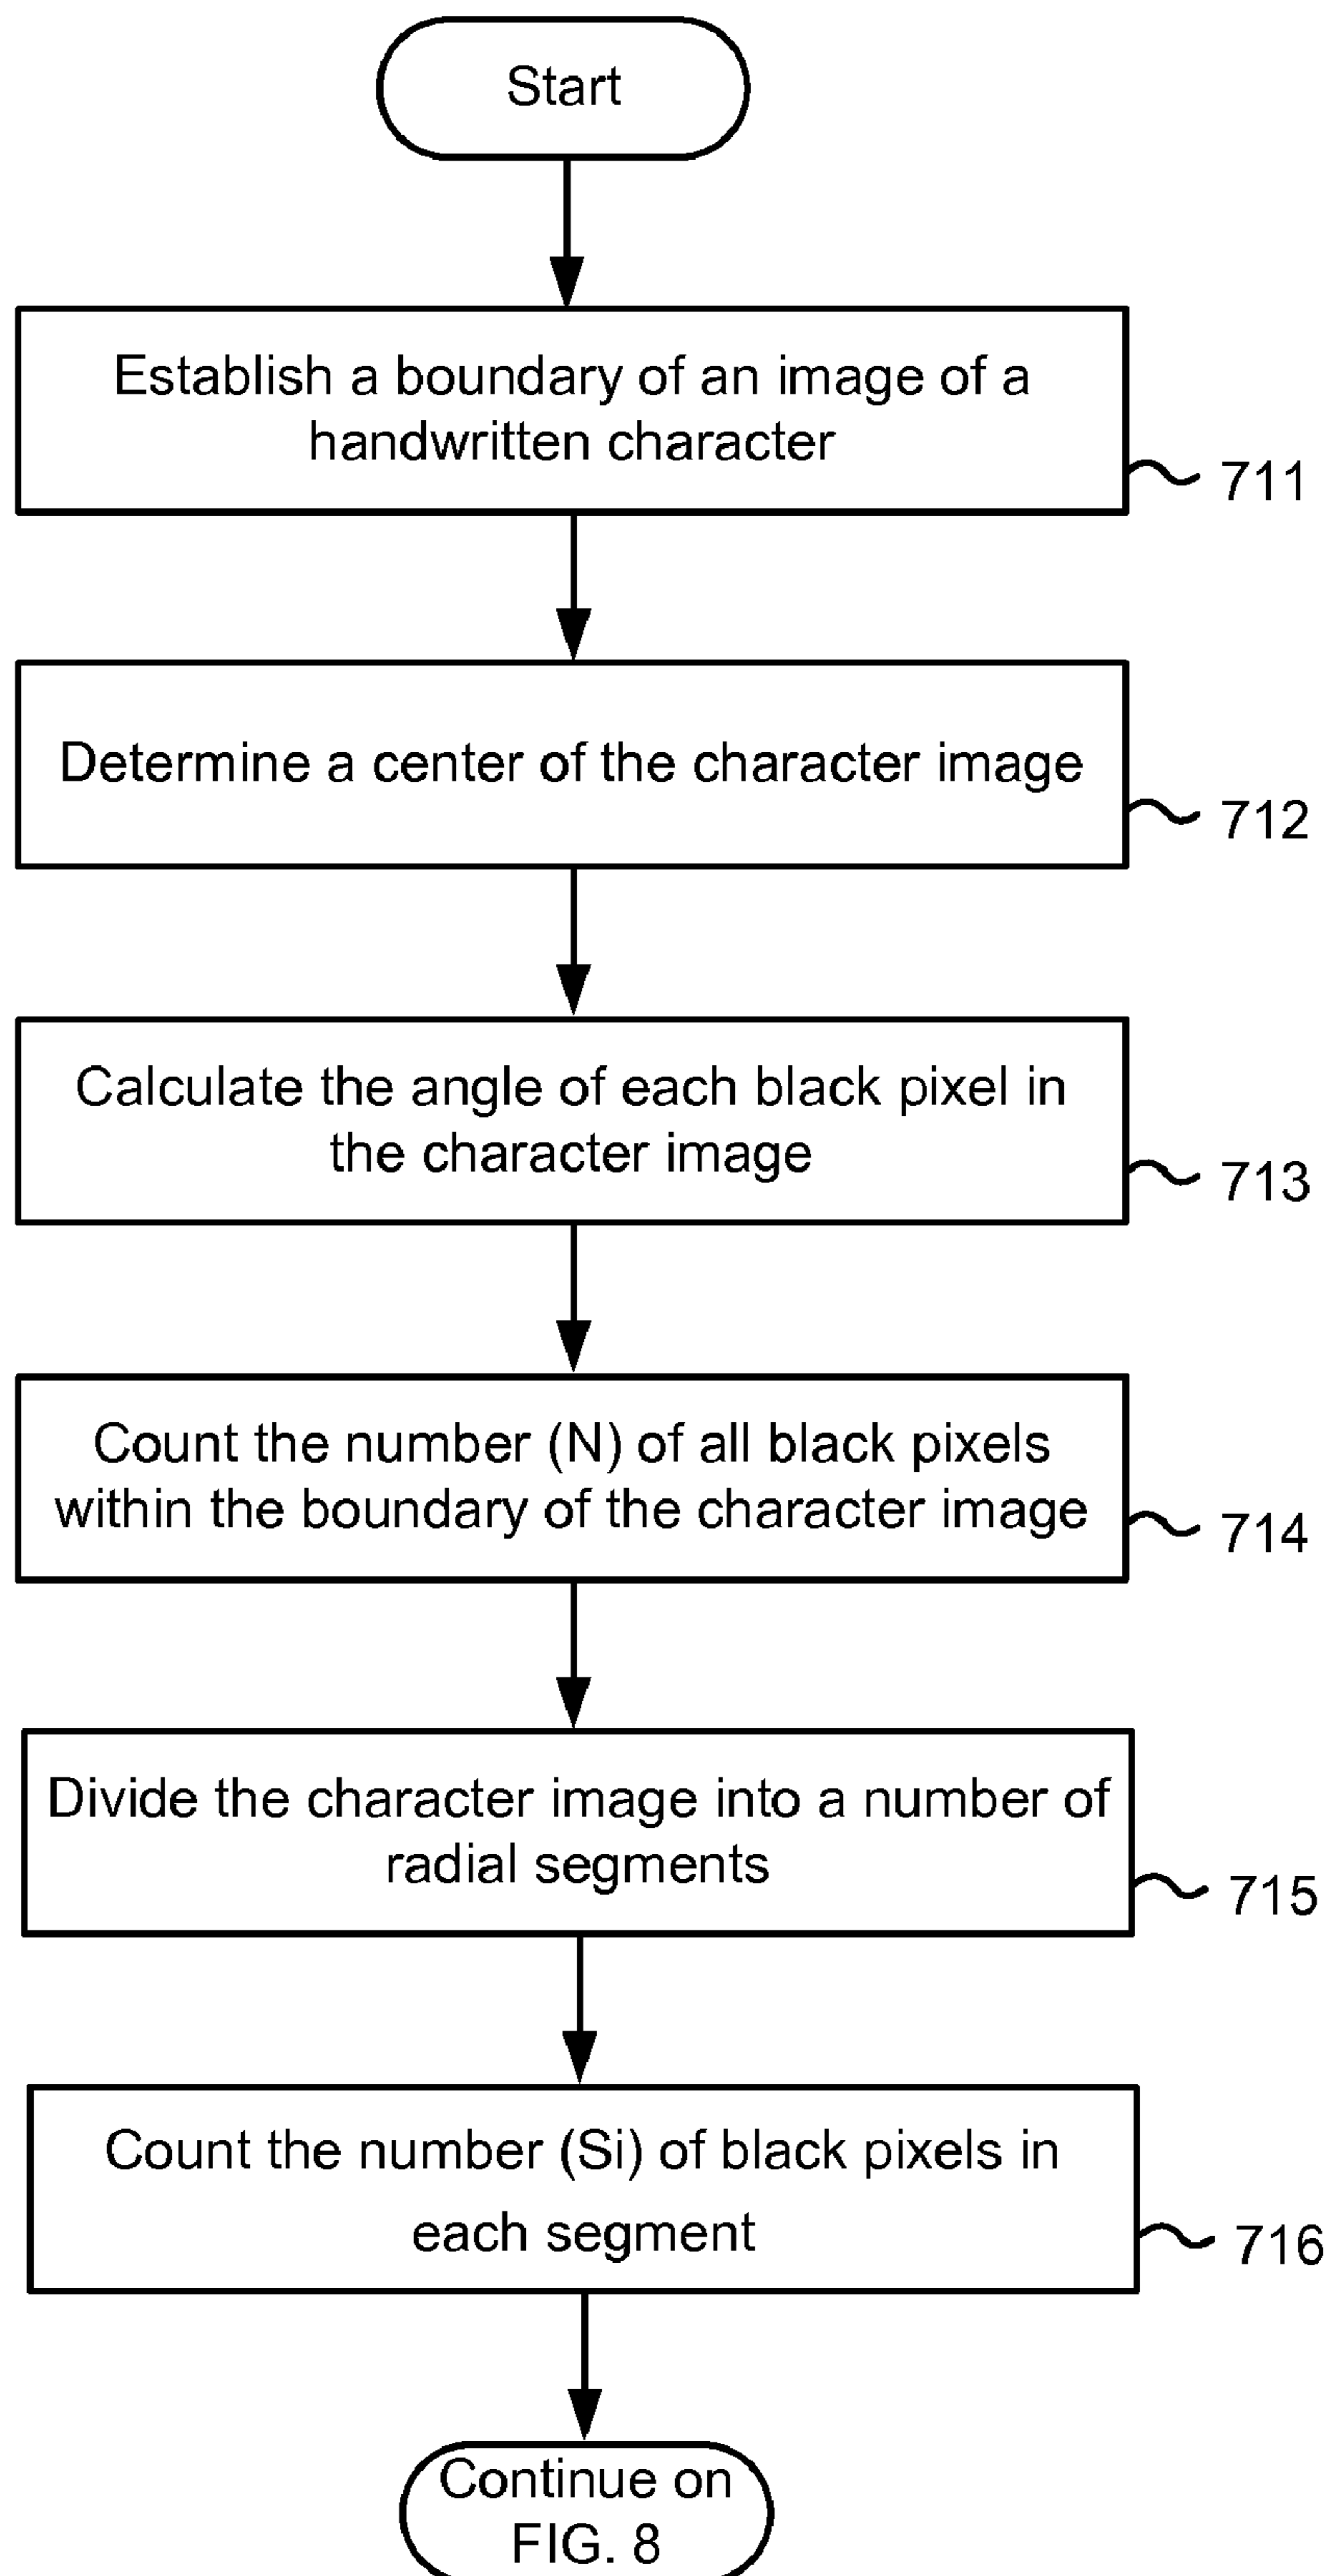 Start
Establish a boundary of an image of a
handwritten character
711
Determine a center of the character image
712
Calculate the angle of each black pixel in
the character image
713
Count the number (N) of all black pixels
within the boundary of the character image
714
Divide the character image into a number of
radial segments
715
Count the number (Si) of black pixels in
each segment
716
Continue on
FIG. 8